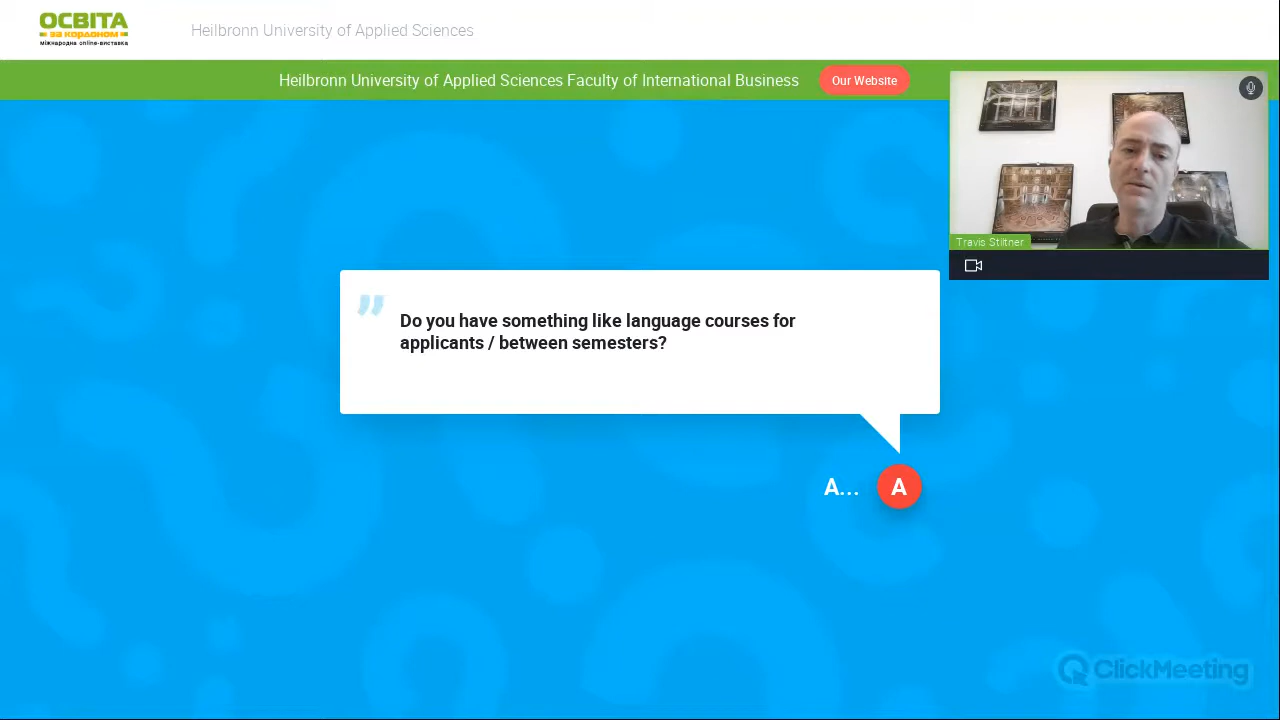 ОСВІТА
за кордоном
міжнародна online-виставка
Heilbronn University of Applied Sciences
Heilbronn University of Applied Sciences Faculty of International Business
Our Website
Travis Stiitner
"
Do you have something like language courses for
applicants / between semesters?
A...
A
ClickMeeting